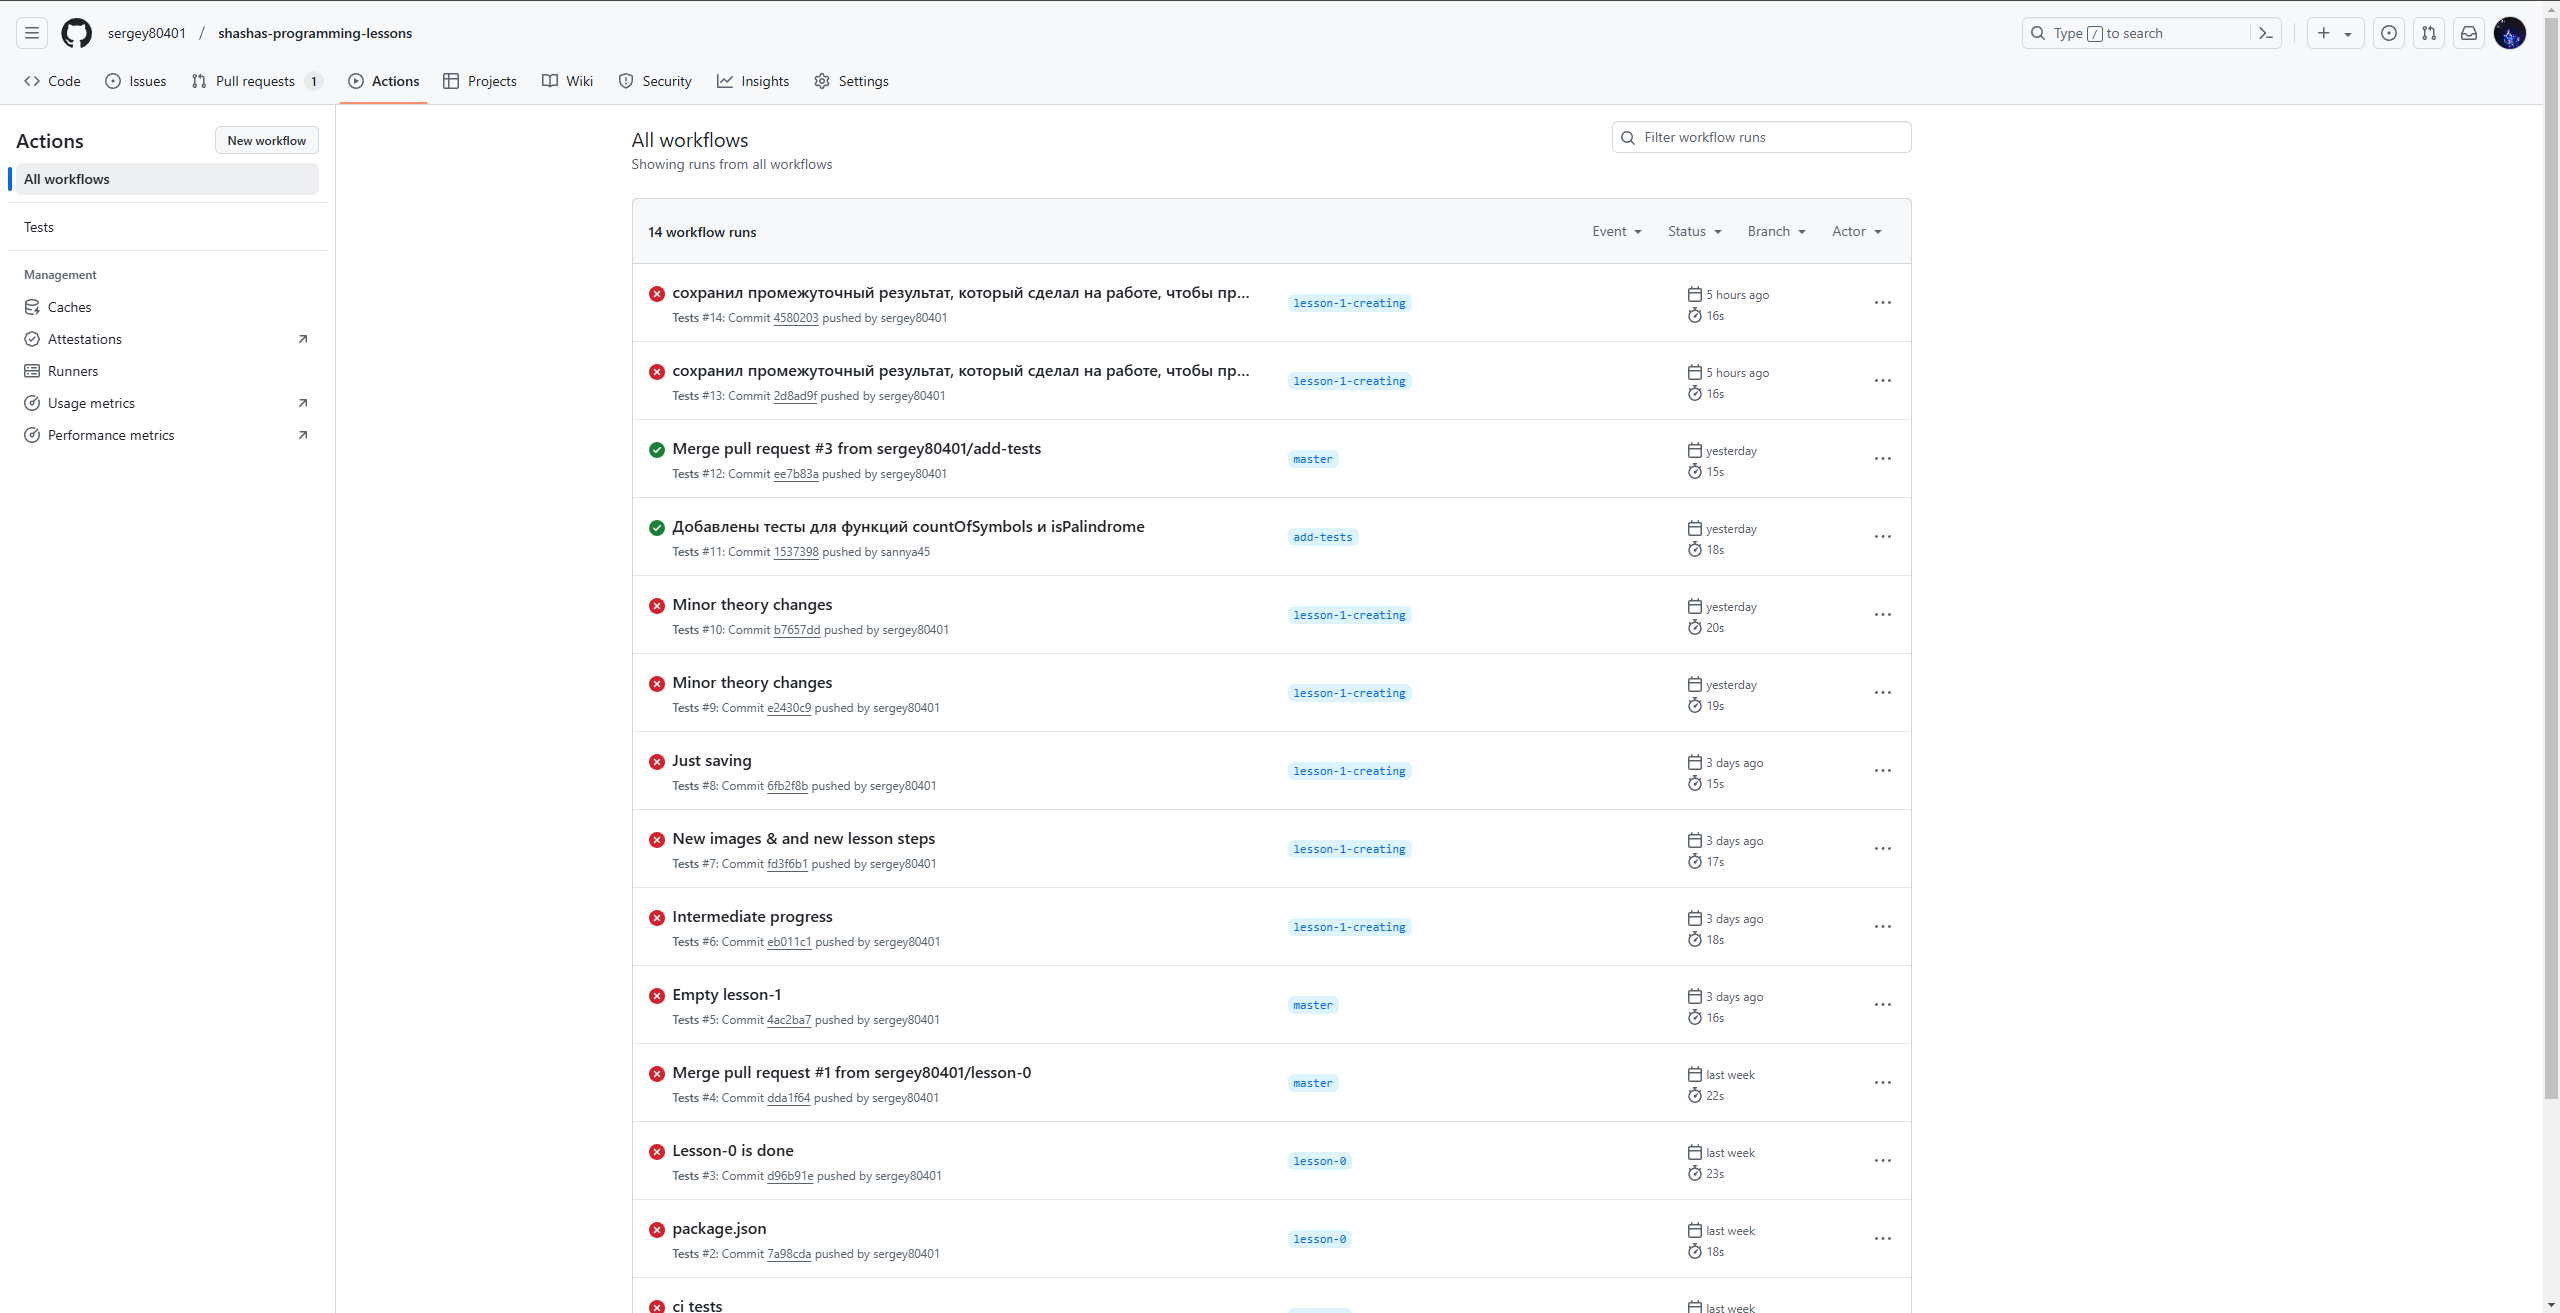 sergey80401 / shashas-programming-lessons
Type / to search
Code
Issues
Pull requests 1
Actions
Projects
Wiki
Security
Insights
Settings
Actions
New workflow
All workflows
Tests
Management
Caches
Attestations
Runners
Usage metrics
Performance metrics
All workflows
Showing runs from all workflows
Filter workflow runs
14 workflow runs
Event
Status
Branch
Actor
сохранил промежуточный результат, который сделал на работе, чтобы пр...
Tests #14: Commit 4580203 pushed by sergey80401
lesson-1-creating
5 hours ago
16s
сохранил промежуточный результат, который сделал на работе, чтобы пр...
Tests #13: Commit 2d8ad9f pushed by sergey80401
lesson-1-creating
5 hours ago
16s
Merge pull request #3 from sergey80401/add-tests
Tests #12: Commit ee7b83a pushed by sergey80401
master
yesterday
15s
Добавлены тесты для функций countOfSymbols и isPalindrome
Tests #11: Commit 1537398 pushed by sannya45
add-tests
yesterday
18s
Minor theory changes
Tests #10: Commit b7657dd pushed by sergey80401
lesson-1-creating
yesterday
20s
Minor theory changes
Tests #9: Commit e2430c9 pushed by sergey80401
lesson-1-creating
yesterday
19s
Just saving
Tests #8: Commit 6fb2f8b pushed by sergey80401
lesson-1-creating
3 days ago
15s
New images & and new lesson steps
Tests #7: Commit fd3f6b1 pushed by sergey80401
lesson-1-creating
3 days ago
17s
Intermediate progress
Tests #6: Commit eb011c1 pushed by sergey80401
lesson-1-creating
3 days ago
18s
Empty lesson-1
Tests #5: Commit 4ac2ba7 pushed by sergey80401
master
3 days ago
16s
Merge pull request #1 from sergey80401/lesson-0
Tests #4: Commit dda1f64 pushed by sergey80401
master
last week
22s
Lesson-0 is done
Tests #3: Commit d96b91e pushed by sergey80401
lesson-0
last week
23s
package.json
Tests #2: Commit 7a98cda pushed by sergey80401
lesson-0
last week
18s
ci tests
last week